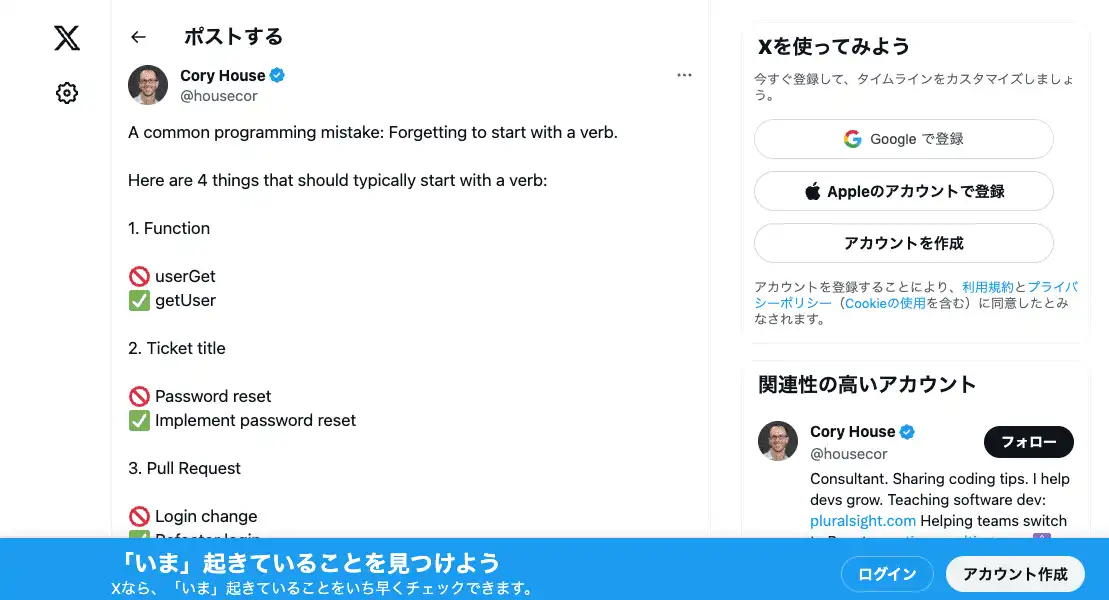 ポストする
Cory House
@housecor
A common programming mistake: Forgetting to start with a verb.
Here are 4 things that should typically start with a verb:
1. Function
🚫 userGet
✅ getUser
2. Ticket title
🚫 Password reset
✅ Implement password reset
3. Pull Request
🚫 Login change
✅ Refactor login
Xを使ってみよう
今すぐ登録して、タイムラインをカスタマイズしましょ
う。
Google で登録
Appleのアカウントで登録
アカウントを作成
アカウントを登録することにより、利用規約とプライバ
シーポリシー（Cookieの使用を含む）に同意したとみ
なされます。
関連性の高いアカウント
Cory House
@housecor
フォロー
Consultant. Sharing coding tips. I help
devs grow. Teaching software dev:
pluralsight.com Helping teams switch
「いま」起きていることを見つけよう
Xなら、「いま」起きていることをいち早くチェックできます。
ログイン
アカウント作成